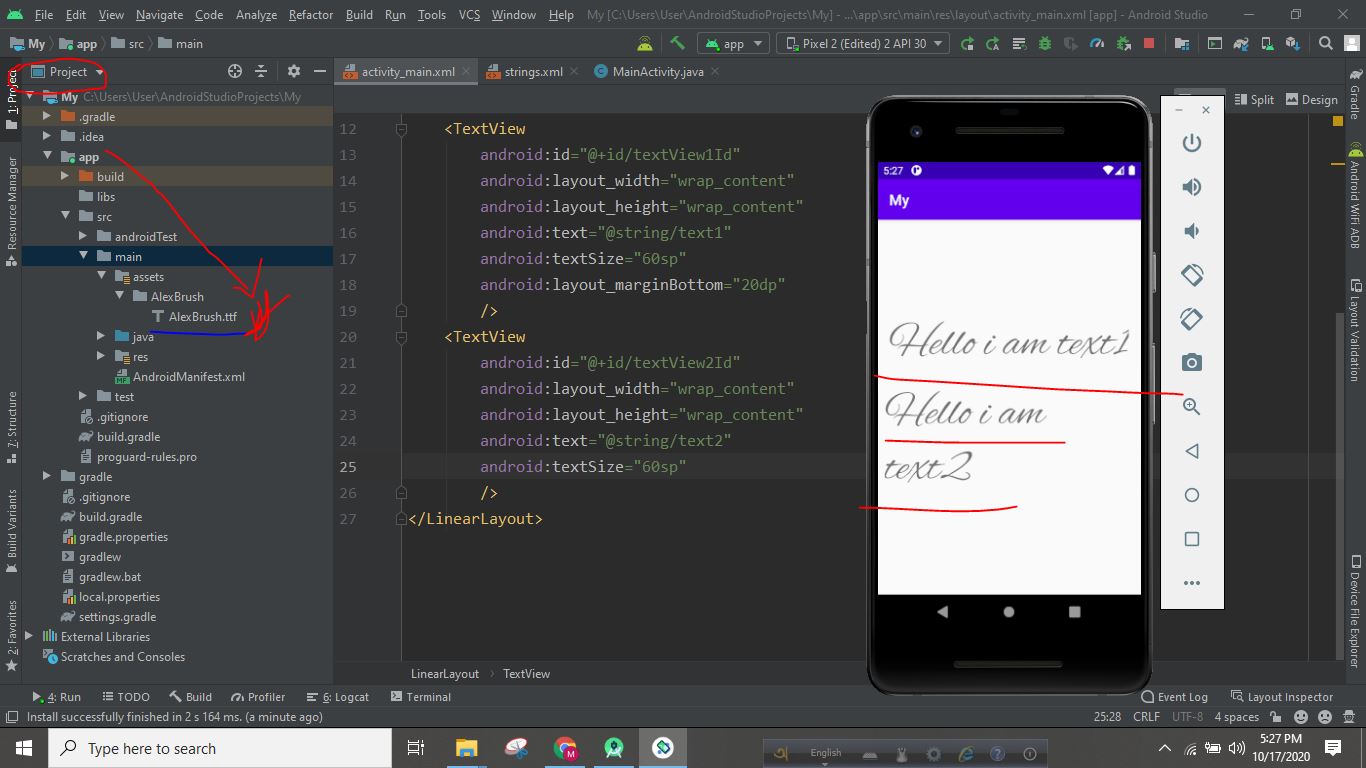 File Edit View Navigate Code Analyze Refactor Build Run Tools VCS Window Help My [C:\Users\User\AndroidStudioProjects\My] - ...\app\src\main\res\layout\activity_main.xml [app] - Android Studio
My app src main
app
Pixel 2 (Edited) 2 API 30
Project
activity_main.xml
strings.xml
MainActivity.java
Split
Design
1: Project
Resource Manager
7: Structure
Build Variants
2: Favorites
My C:\Users\User\AndroidStudioProjects\My
.gradle
.idea
app
build
libs
src
androidTest
main
assets
AlexBrush
AlexBrush.ttf
java
res
AndroidManifest.xml
test
.gitignore
build.gradle
proguard-rules.pro
gradle
.gitignore
build.gradle
gradle.properties
gradlew
gradlew.bat
local.properties
settings.gradle
External Libraries
Scratches and Consoles
12 <TextView
13 android:id="@+id/textView1Id"
14 android:layout_width="wrap_content"
15 android:layout_height="wrap_content"
16 android:text="@string/text1"
17 android:textSize="60sp"
18 android:layout_marginBottom="20dp"
19 />
20 <TextView
21 android:id="@+id/textView2Id"
22 android:layout_width="wrap_content"
23 android:layout_height="wrap_content"
24 android:text="@string/text2"
25 android:textSize="60sp"
26 />
27 </LinearLayout>
5:27
My
Hello i am text1
Hello i am
text2
Gradle
Android WiFi ADB
Layout Validation
Device File Explorer
LinearLayout TextView
4: Run TODO Build Profiler 6: Logcat Terminal Event Log Layout Inspector
Install successfully finished in 2 s 164 ms. (a minute ago) 25:28 CRLF UTF-8 4 spaces
Type here to search
English
5:27 PM
10/17/2020